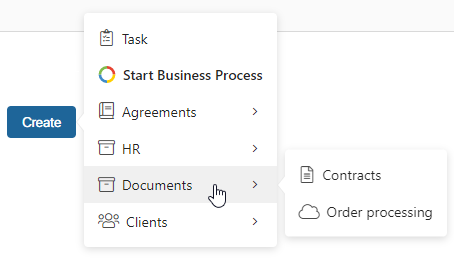 Task
Start Business Process
Create
Agreements
HR
Documents
Contracts
Order processing
Clients